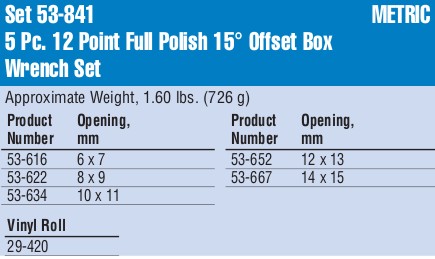 Set 53-841 METRIC
5 Pc. 12 Point Full Polish 15° Offset Box
Wrench Set
Approximate Weight, 1.60 lbs. (726 g)
Product Opening, Product Opening,
Number mm Number mm
53-616 6 x 7 53-652 12 x 13
53-622 8 x 9 53-667 14 x 15
53-634 10 x 11
Vinyl Roll
29-420